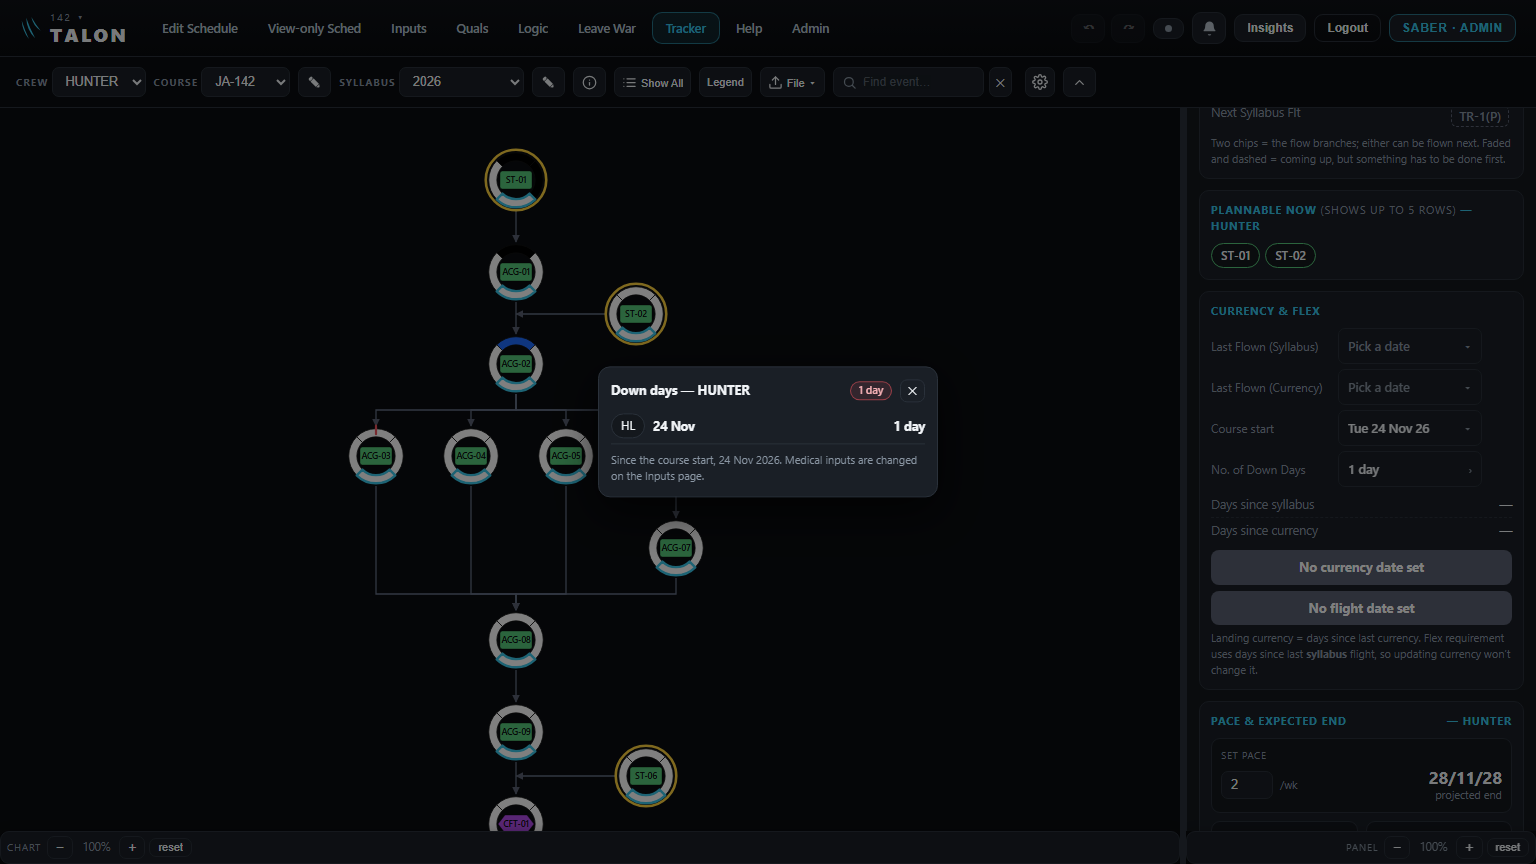 142
TALON
Edit Schedule
View-only Sched
Inputs
Quals
Logic
Leave War
Tracker
Help
Admin
Insights
Logout
SABER · ADMIN
CREW
HUNTER
COURSE
JA-142
SYLLABUS
2026
Show All
Legend
File
Find event...
ST-01
ACG-01
ST-02
ACG-02
ACG-03
ACG-04
ACG-05
ACG-07
ACG-08
ACG-09
ST-06
CFT-01
Down days — HUNTER
1 day
HL
24 Nov
1 day
Since the course start, 24 Nov 2026. Medical inputs are changed
on the Inputs page.
Next Syllabus Flt
TR-1(P)
Two chips = the flow branches; either can be flown next. Faded
and dashed = coming up, but something has to be done first.
PLANNABLE NOW (SHOWS UP TO 5 ROWS) —
HUNTER
ST-01
ST-02
CURRENCY & FLEX
Last Flown (Syllabus)
Pick a date
Last Flown (Currency)
Pick a date
Course start
Tue 24 Nov 26
No. of Down Days
1 day
Days since syllabus
—
Days since currency
—
No currency date set
No flight date set
Landing currency = days since last currency. Flex requirement
uses days since last syllabus flight, so updating currency won't
change it.
PACE & EXPECTED END
— HUNTER
SET PACE
2
/wk
28/11/28
projected end
CHART
−
100%
+
reset
PANEL
−
100%
+
reset